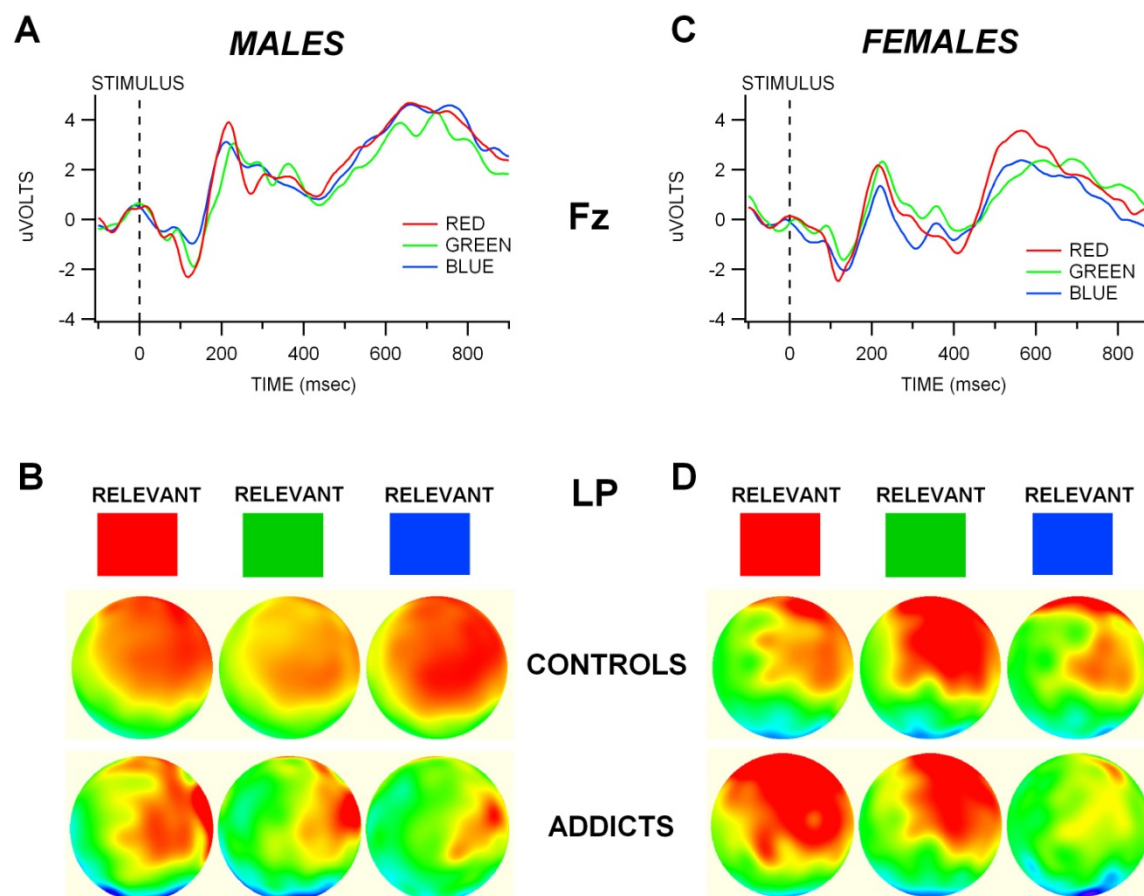 A
MALES
STIMULUS
4
2
0
-2
-4
uVOLTS
RED
GREEN
BLUE
0 200 400 600 800
TIME (msec)
Fz
C
FEMALES
STIMULUS
4
2
0
-2
-4
uVOLTS
RED
GREEN
BLUE
0 200 400 600 800
TIME (msec)
B
RELEVANT RELEVANT RELEVANT
LP
D
RELEVANT RELEVANT RELEVANT
CONTROLS
ADDICTS